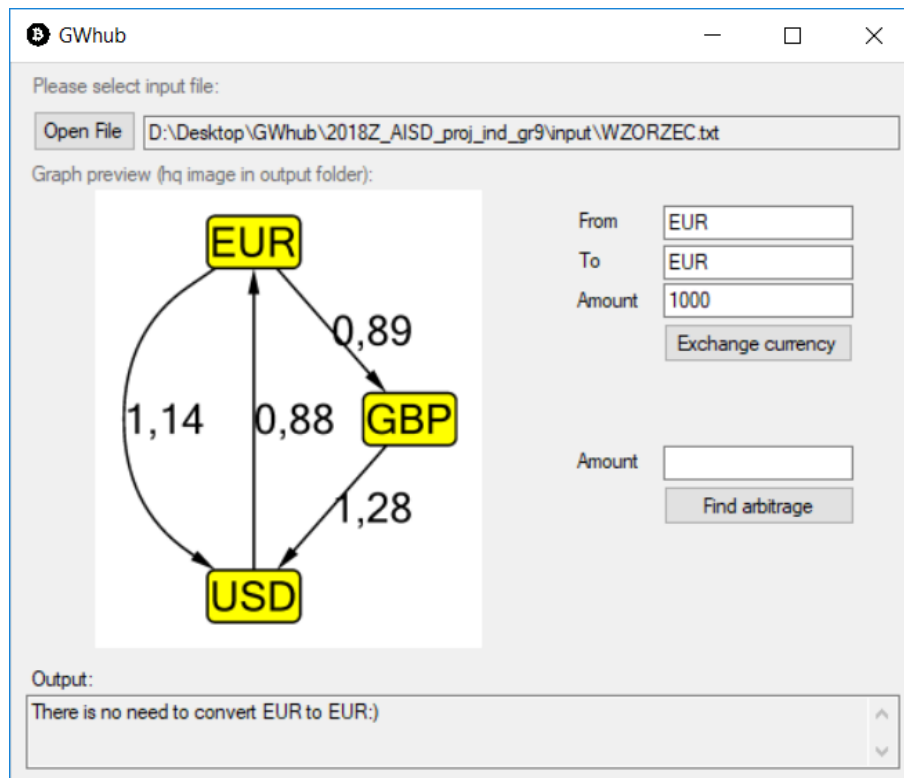 GWhub
Please select input file:
Open File D:\Desktop\GWhub\2018Z_AISD_proj_ind_gr9\input\WZORZEC.txt
Graph preview (hq image in output folder):
From EUR
To EUR
Amount 1000
Exchange currency
Amount
Find arbitrage
EUR
0,89
1,14
0,88
GBP
1,28
USD
Output:
There is no need to convert EUR to EUR:)